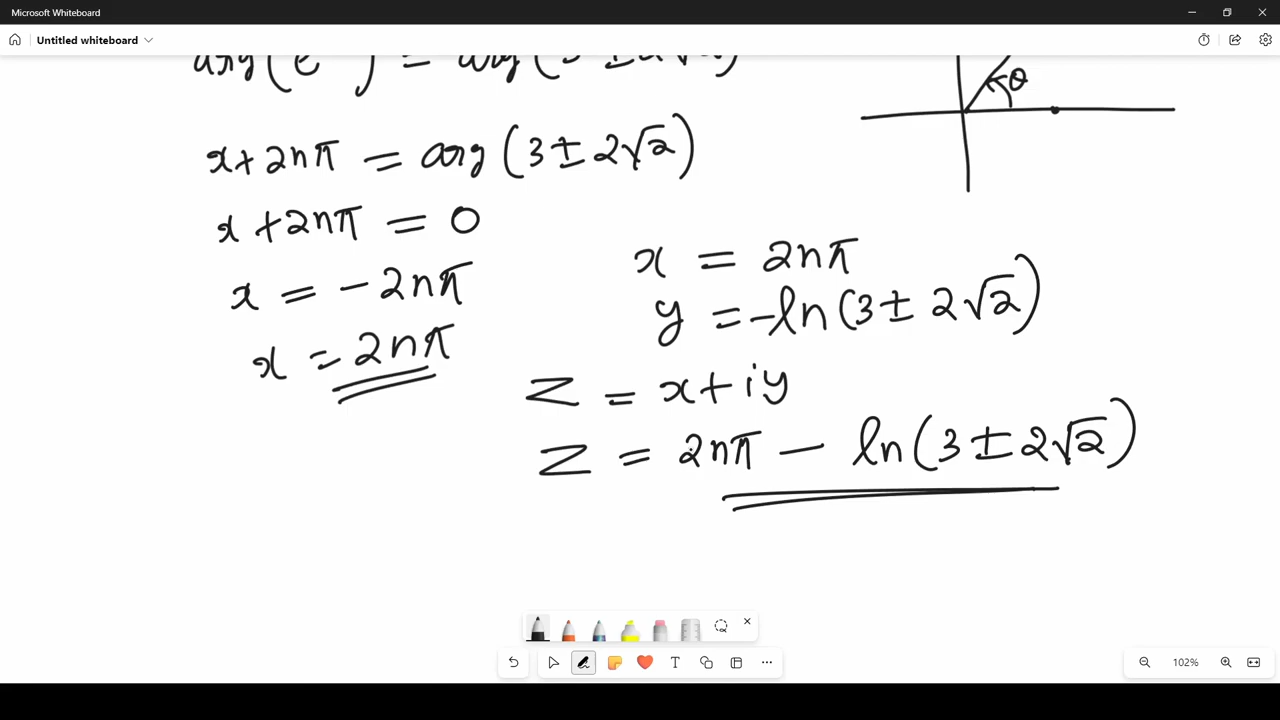 Microsoft Whiteboard
Untitled whiteboard
x+2nπ = arg(3±2√2)
x+2nπ = 0
x = -2nπ
x = 2nπ
θ
x = 2nπ
y = -ln(3±2√2)
Z = x+iy
Z = 2nπ - ln(3±2√2)
102%